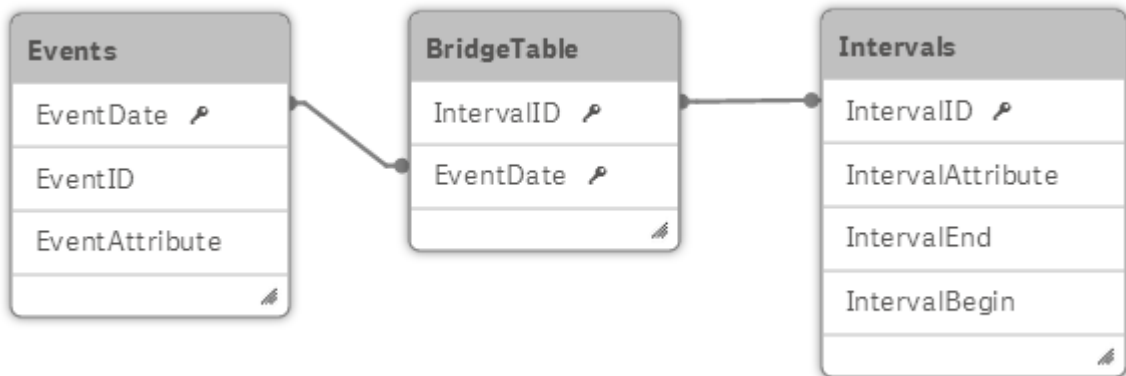 Events
EventDate
EventID
EventAttribute
BridgeTable
IntervalID
EventDate
Intervals
IntervalID
IntervalAttribute
IntervalEnd
IntervalBegin